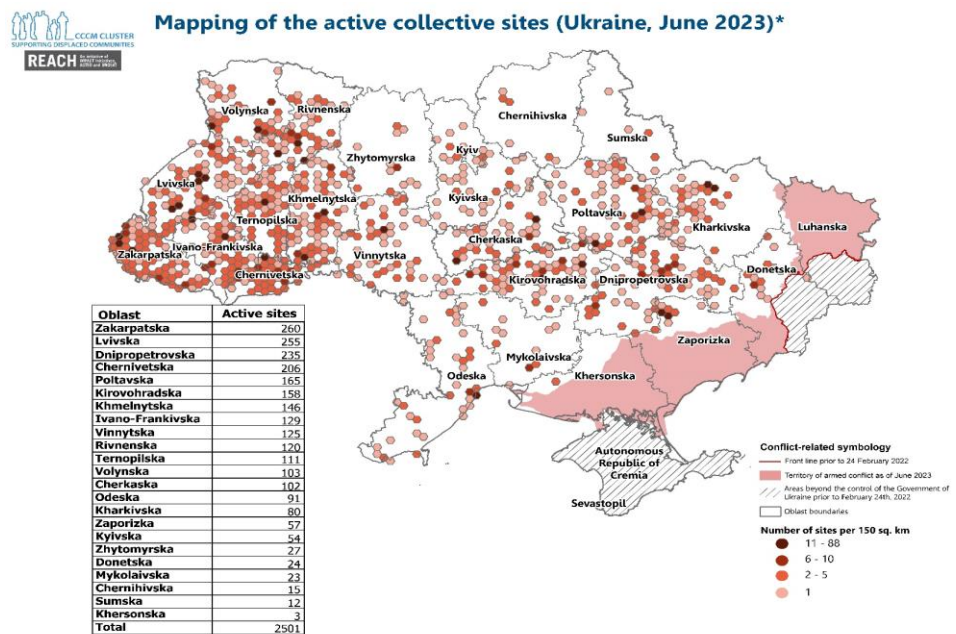 Mapping of the active collective sites (Ukraine, June 2023)*
CCCM CLUSTER
SUPPORTING DISPLACED COMMUNITIES
REACH
Volynska
Rivnenska
Chernihivska
Sumska
Zhytomyrska
Kyiv
Lvivska
Khmelnytska
Kyivska
Ternopilska
Poltavska
Kharkivska
Luhanska
Zakarpatska
Ivano-Frankivska
Vinnytska
Cherkaska
Chernivetska
Kirovohradska
Dnipropetrovska
Donetska
Zaporizka
Mykolaivska
Odeska
Khersonska
Autonomous
Republic of
Cremia
Sevastopil
Oblast Active sites
Zakarpatska 260
Lvivska 255
Dnipropetrovska 235
Chernivetska 206
Poltavska 165
Kirovohradska 158
Khmelnytska 146
Ivano-Frankivska 129
Vinnytska 125
Rivnenska 120
Ternopilska 111
Volynska 103
Cherkaska 102
Odeska 91
Kharkivska 80
Zaporizka 57
Kyivska 54
Zhytomyrska 27
Donetska 24
Mykolaivska 23
Chernihivska 15
Sumska 12
Khersonska 3
Total 2501
Conflict-related symbology
Front line prior to 24 February 2022
Territory of armed conflict as of June 2023
Areas beyond the control of the Government of
Ukraine prior to February 24th, 2022
Oblast boundaries
Number of sites per 150 sq. km
11 - 88
6 - 10
2 - 5
1